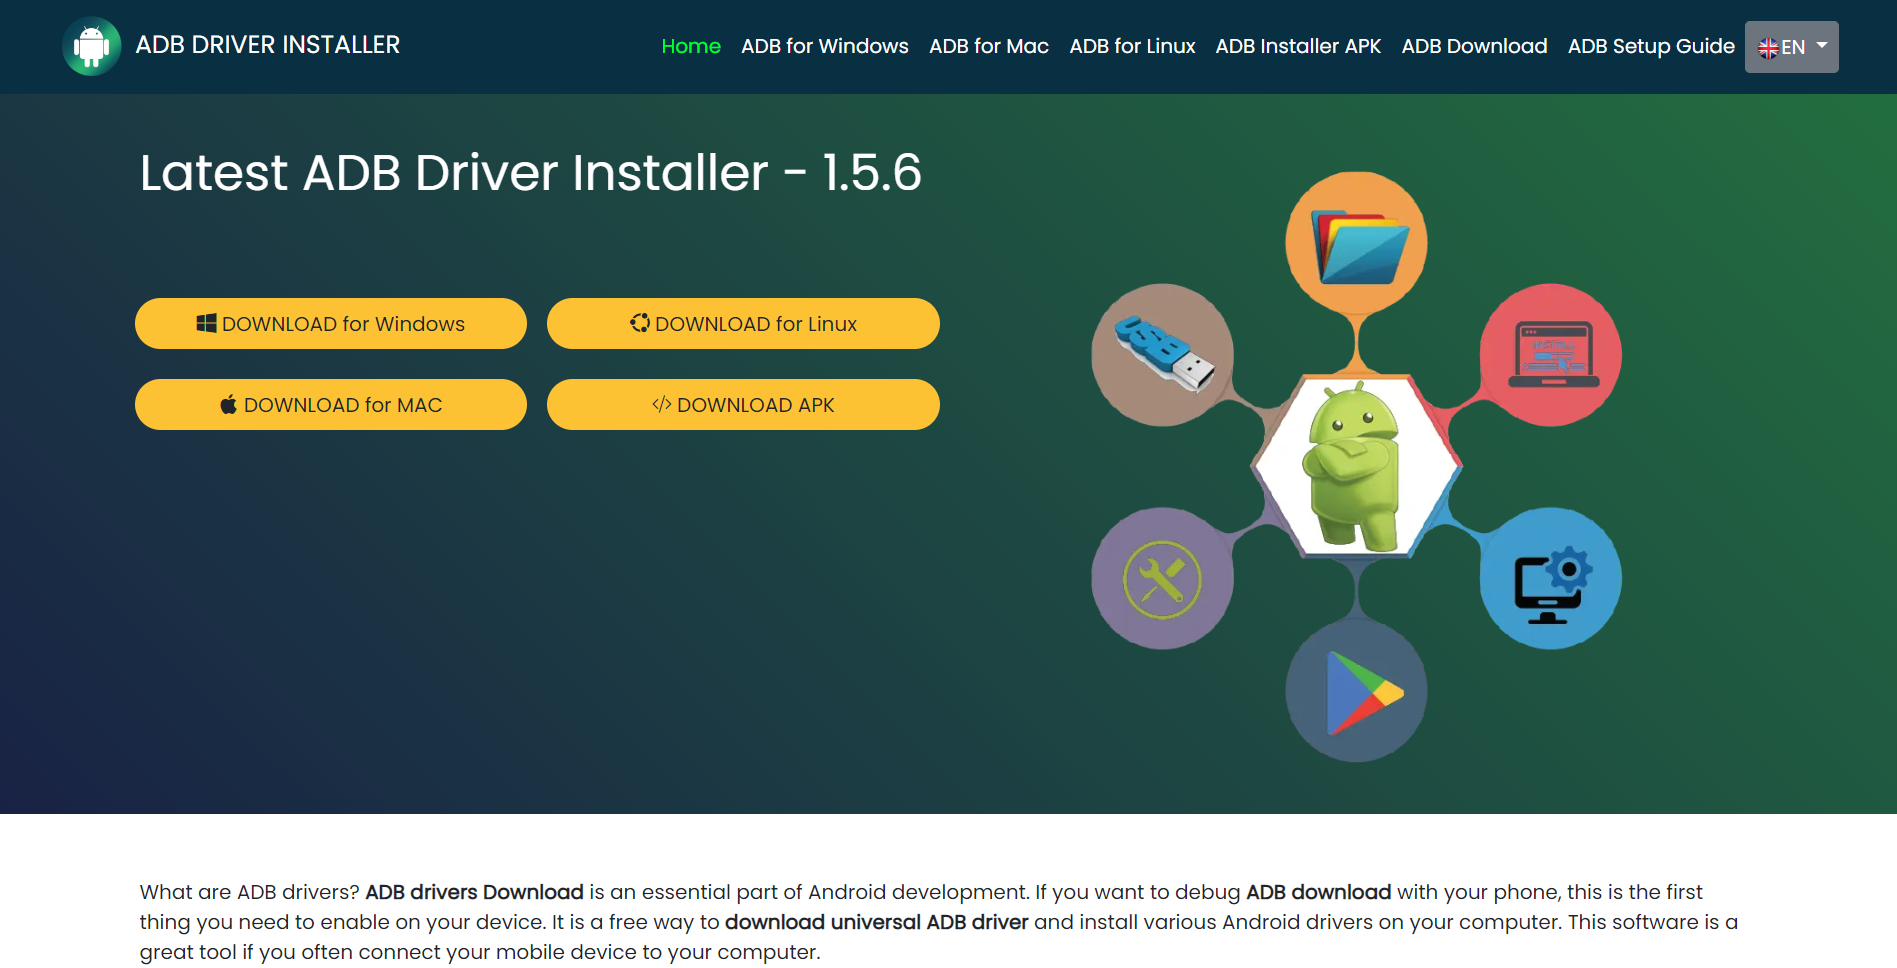 ADB DRIVER INSTALLER
Home ADB for Windows ADB for Mac ADB for Linux ADB Installer APK ADB Download ADB Setup Guide EN
Latest ADB Driver Installer - 1.5.6
DOWNLOAD for Windows
DOWNLOAD for Linux
DOWNLOAD for MAC
DOWNLOAD APK
USB
INSTALL
What are ADB drivers? ADB drivers Download is an essential part of Android development. If you want to debug ADB download with your phone, this is the first
thing you need to enable on your device. It is a free way to download universal ADB driver and install various Android drivers on your computer. This software is a
great tool if you often connect your mobile device to your computer.